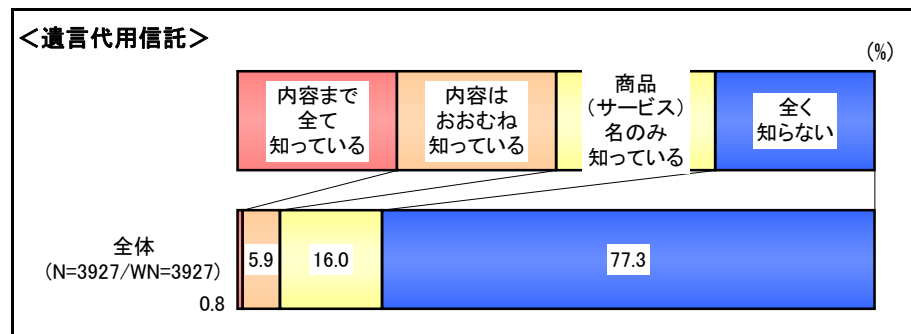 ＜遺言代用信託＞
(%)
内容まで
全て
知っている
内容は
おおむね
知っている
商品
（サービス）
名のみ
知っている
全く
知らない
全体
(N=3927/WN=3927)
0.8
5.9
16.0
77.3